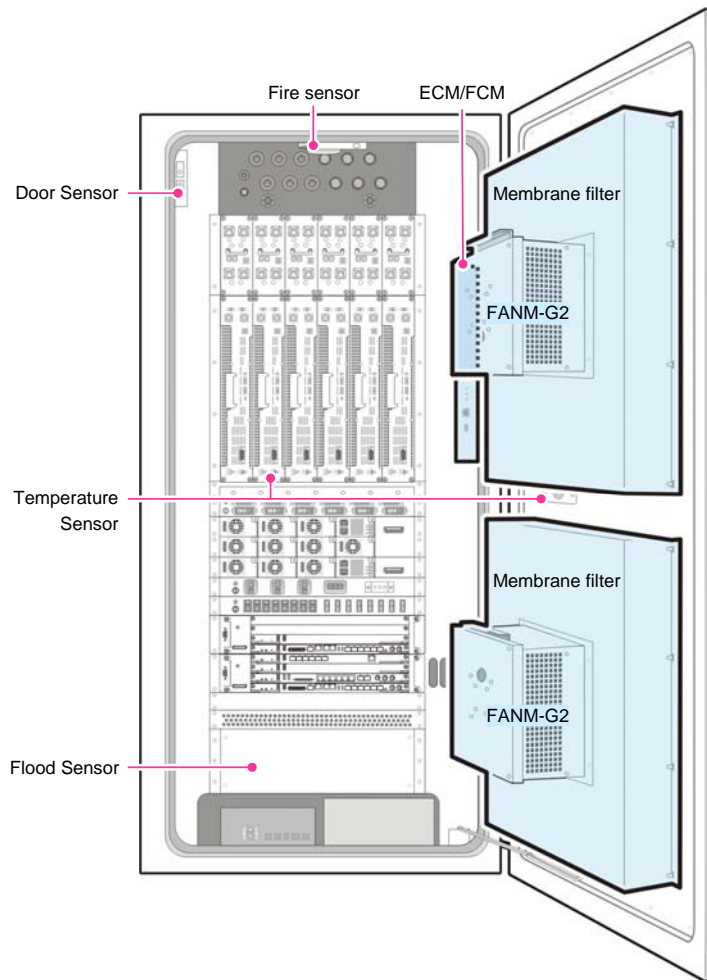 Fire sensor
ECM/FCM
Door Sensor
Membrane filter
FANM-G2
Temperature
Sensor
Membrane filter
FANM-G2
Flood Sensor